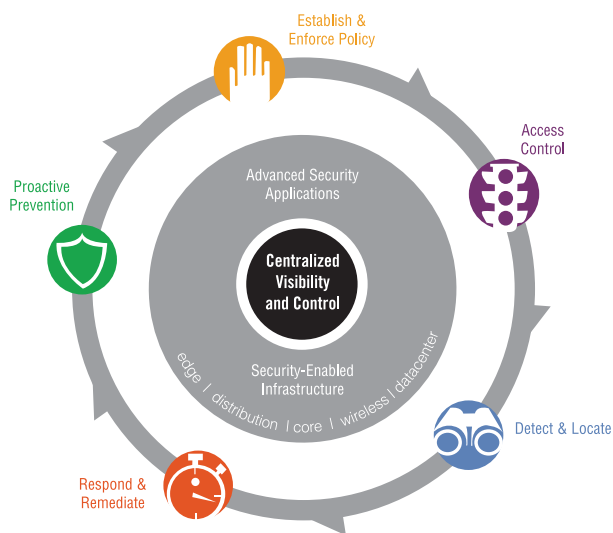 Establish &
Enforce Policy
Access
Control
Proactive
Prevention
Advanced Security
Applications
Centralized
Visibility
and Control
Security-Enabled
Infrastructure
edge | distribution | core | wireless | datacenter
Detect & Locate
Respond &
Remediate